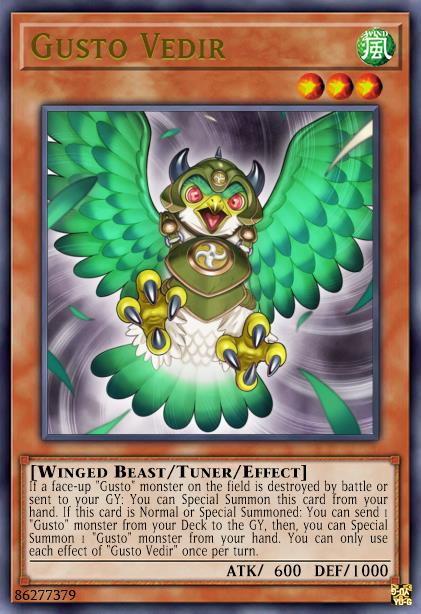 GUSTO VEDIR
WIND
風
[WINGED BEAST/TUNER/EFFECT]
If a face-up "Gusto" monster on the field is destroyed by battle or
sent to your GY: You can Special Summon this card from your
hand. If this card is Normal or Special Summoned: You can send 1
"Gusto" monster from your Deck to the GY, then, you can Special
Summon 1 "Gusto" monster from your hand. You can only use
each effect of "Gusto Vedir" once per turn.
ATK/ 600 DEF/1000
86277379